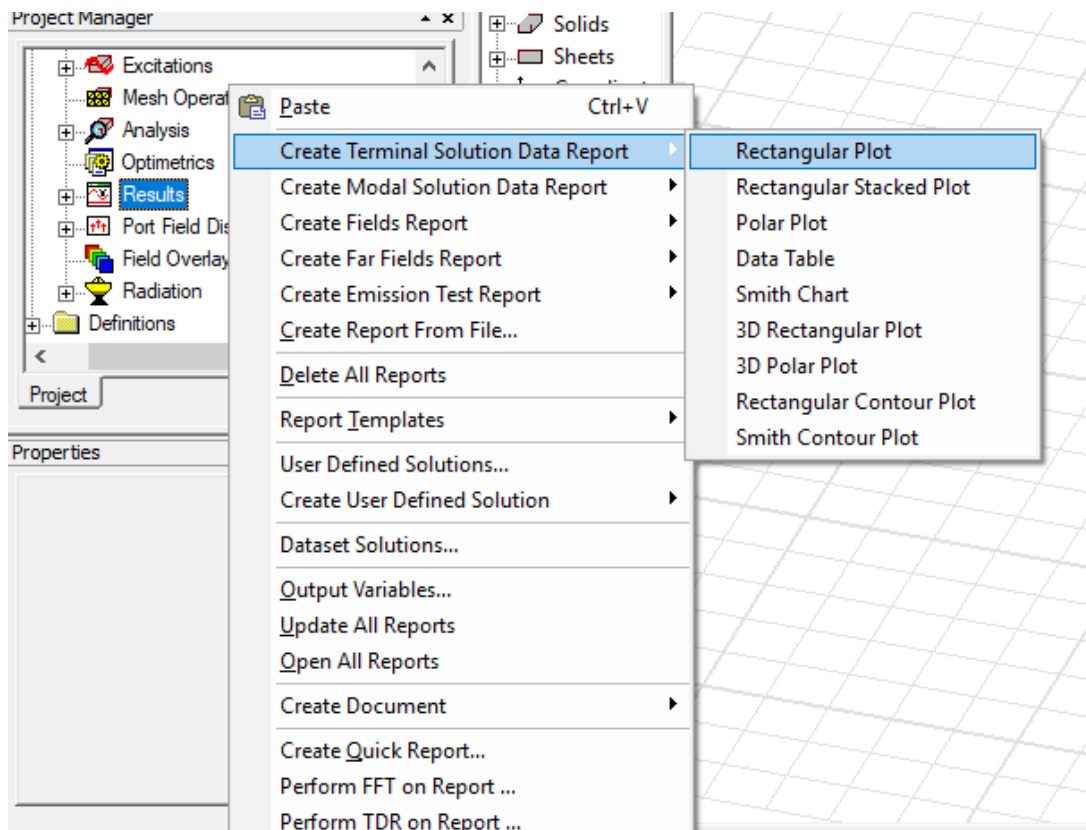 Project Manager
Excitations
Mesh Operat
Analysis
Optimetrics
Results
Port Field Dis
Field Overlay
Radiation
Definitions
Project
Properties
Solids
Sheets
Paste Ctrl+V
Create Terminal Solution Data Report
Create Modal Solution Data Report
Create Fields Report
Create Far Fields Report
Create Emission Test Report
Create Report From File...
Delete All Reports
Report Templates
User Defined Solutions...
Create User Defined Solution
Dataset Solutions...
Output Variables...
Update All Reports
Open All Reports
Create Document
Create Quick Report...
Perform FFT on Report ...
Perform TDR on Report ...
Rectangular Plot
Rectangular Stacked Plot
Polar Plot
Data Table
Smith Chart
3D Rectangular Plot
3D Polar Plot
Rectangular Contour Plot
Smith Contour Plot